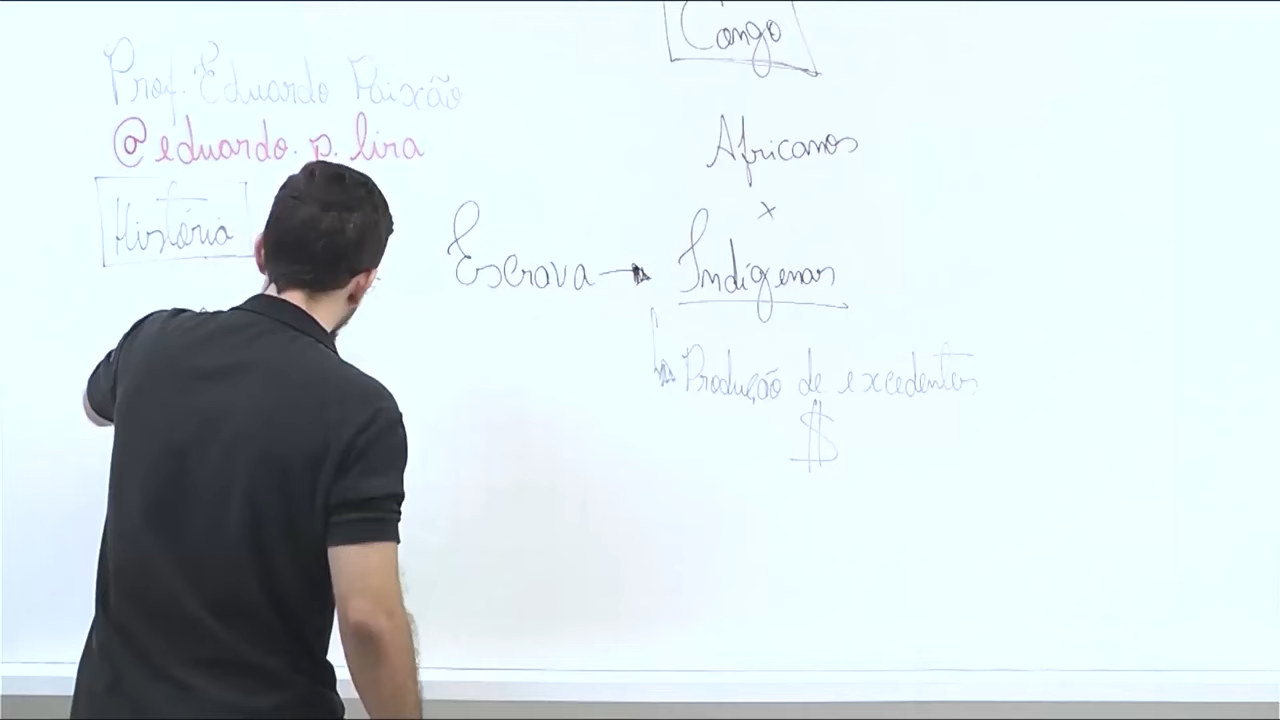 Prof. Eduardo Paixão
@eduardo.p.lira
História
Congo
Africanos
x
Escrava → Indígenas
↳ Produção de excedentes
$